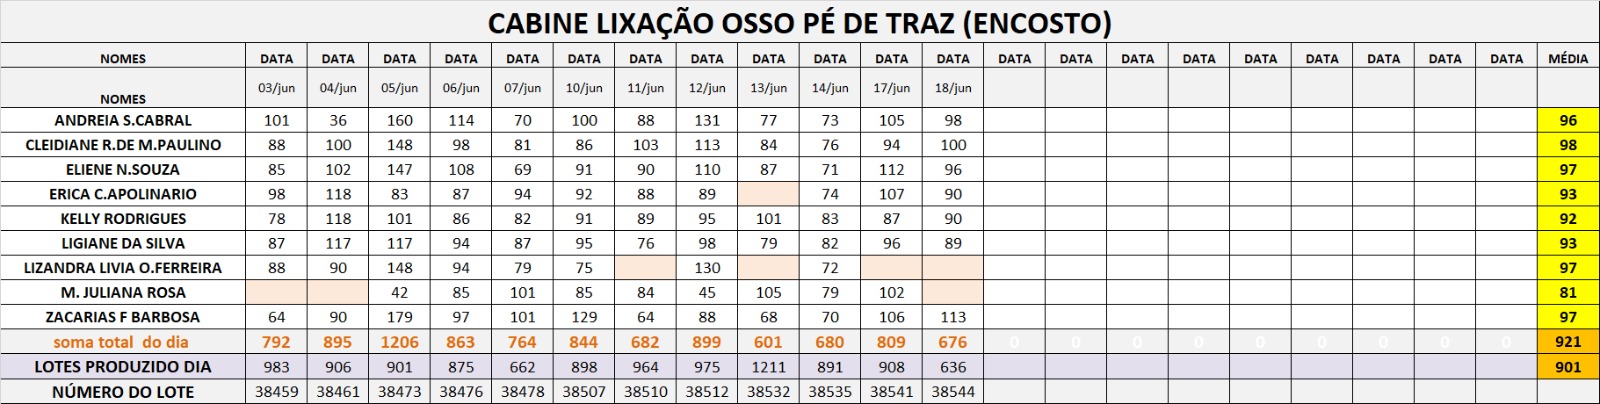 CABINE LIXAÇÃO OSSO PÉ DE TRAZ (ENCOSTO)
NOMES DATA DATA DATA DATA DATA DATA DATA DATA DATA DATA DATA DATA DATA DATA DATA DATA DATA DATA DATA DATA DATA MÉDIA
NOMES 03/jun 04/jun 05/jun 06/jun 07/jun 10/jun 11/jun 12/jun 13/jun 14/jun 17/jun 18/jun
ANDREIA S.CABRAL 101 36 160 114 70 100 88 131 77 73 105 98 96
CLEIDIANE R.DE M.PAULINO 88 100 148 98 81 86 103 113 84 76 94 100 98
ELIENE N.SOUZA 85 102 147 108 69 91 90 110 87 71 112 96 97
ERICA C.APOLINARIO 98 118 83 87 94 92 88 89 74 107 90 93
KELLY RODRIGUES 78 118 101 86 82 91 89 95 101 83 87 90 92
LIGIANE DA SILVA 87 117 117 94 87 95 76 98 79 82 96 89 93
LIZANDRA LIVIA O.FERREIRA 88 90 148 94 79 75 130 72 97
M. JULIANA ROSA 42 85 101 85 84 45 105 79 102 81
ZACARIAS F BARBOSA 64 90 179 97 101 129 64 88 68 70 106 113 97
soma total do dia 792 895 1206 863 764 844 682 899 601 680 809 676 0 0 0 0 0 0 0 0 0 921
LOTES PRODUZIDO DIA 983 906 901 875 662 898 964 975 1211 891 908 636 901
NÚMERO DO LOTE 38459 38461 38473 38476 38478 38507 38510 38512 38532 38535 38541 38544